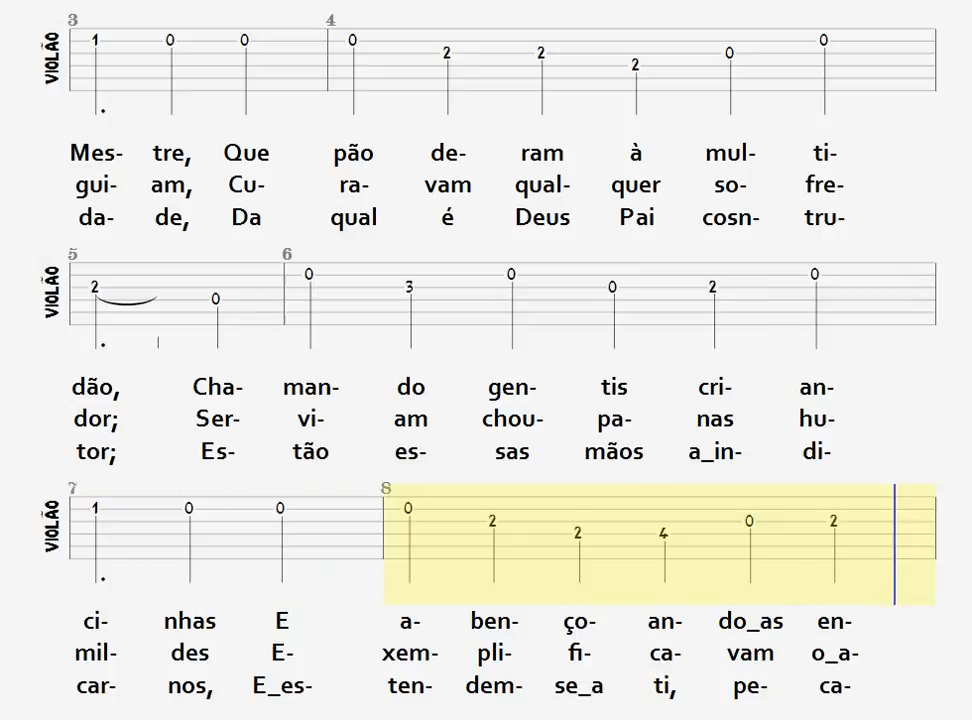 3 4
VIOLÃO 1 0 0 0 2 2 2 0 0
Mes- tre, Que pão de- ram à mul- ti-
gui- am, Cu- ra- vam qual- quer so- fre-
da- de, Da qual é Deus Pai cosn- tru-
5 6
VIOLÃO 2 0 0 3 0 0 2 0
dão, Cha- man- do gen- tis cri- an-
dor; Ser- vi- am chou- pa- nas hu-
tor; Es- tão es- sas mãos a_in- di-
7 8
VIOLÃO 1 0 0 0 2 2 4 0 2
ci- nhas E a- ben- ço- an- do_as en-
mil- des E- xem- pli- fi- ca- vam o_a-
car- nos, E_es- ten- dem- se_a ti, pe- ca-